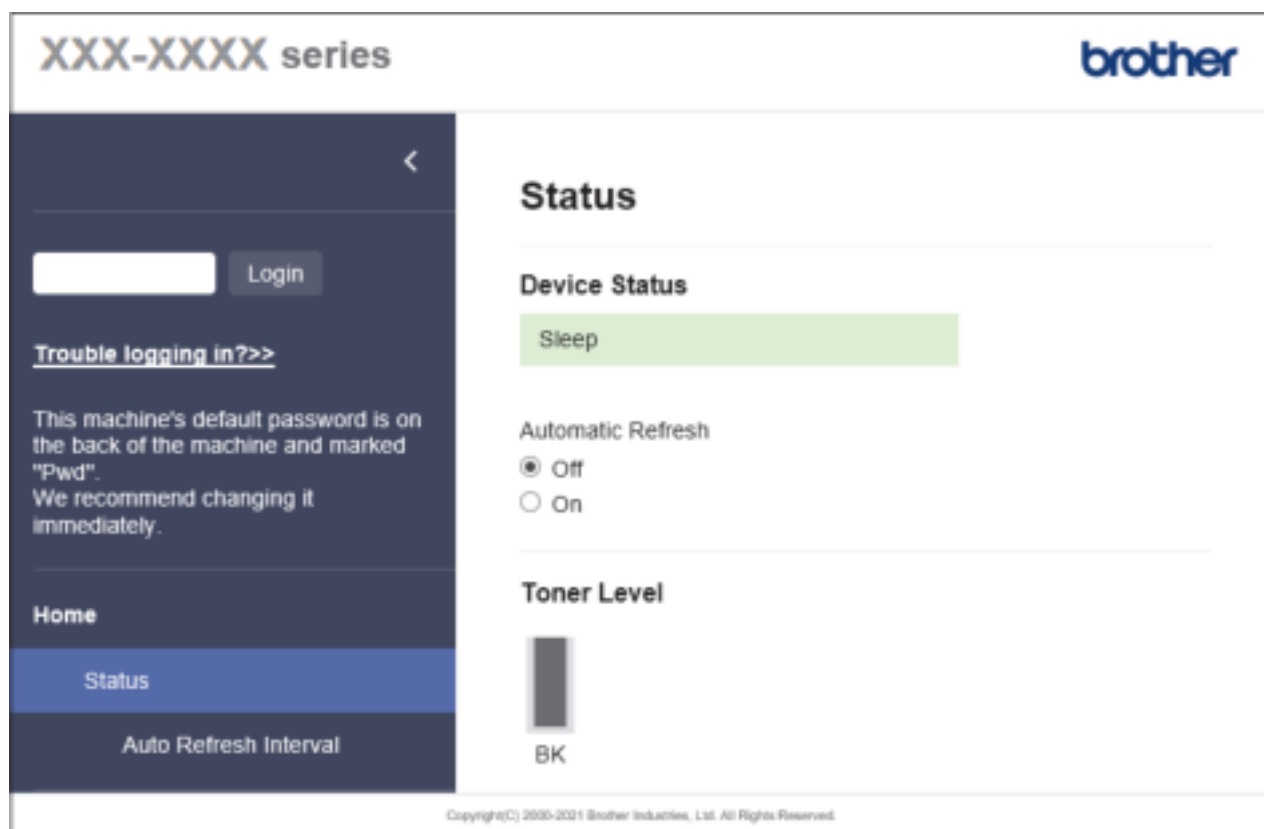 XXX-XXXX series
brother
Login
Trouble logging in?>>
This machine's default password is on
the back of the machine and marked
"Pwd".
We recommend changing it
immediately.
Home
Status
Auto Refresh Interval
Status
Device Status
Sleep
Automatic Refresh
Off
On
Toner Level
BK
Copyright(C) 2000-2021 Brother Industries, Ltd. All Rights Reserved.